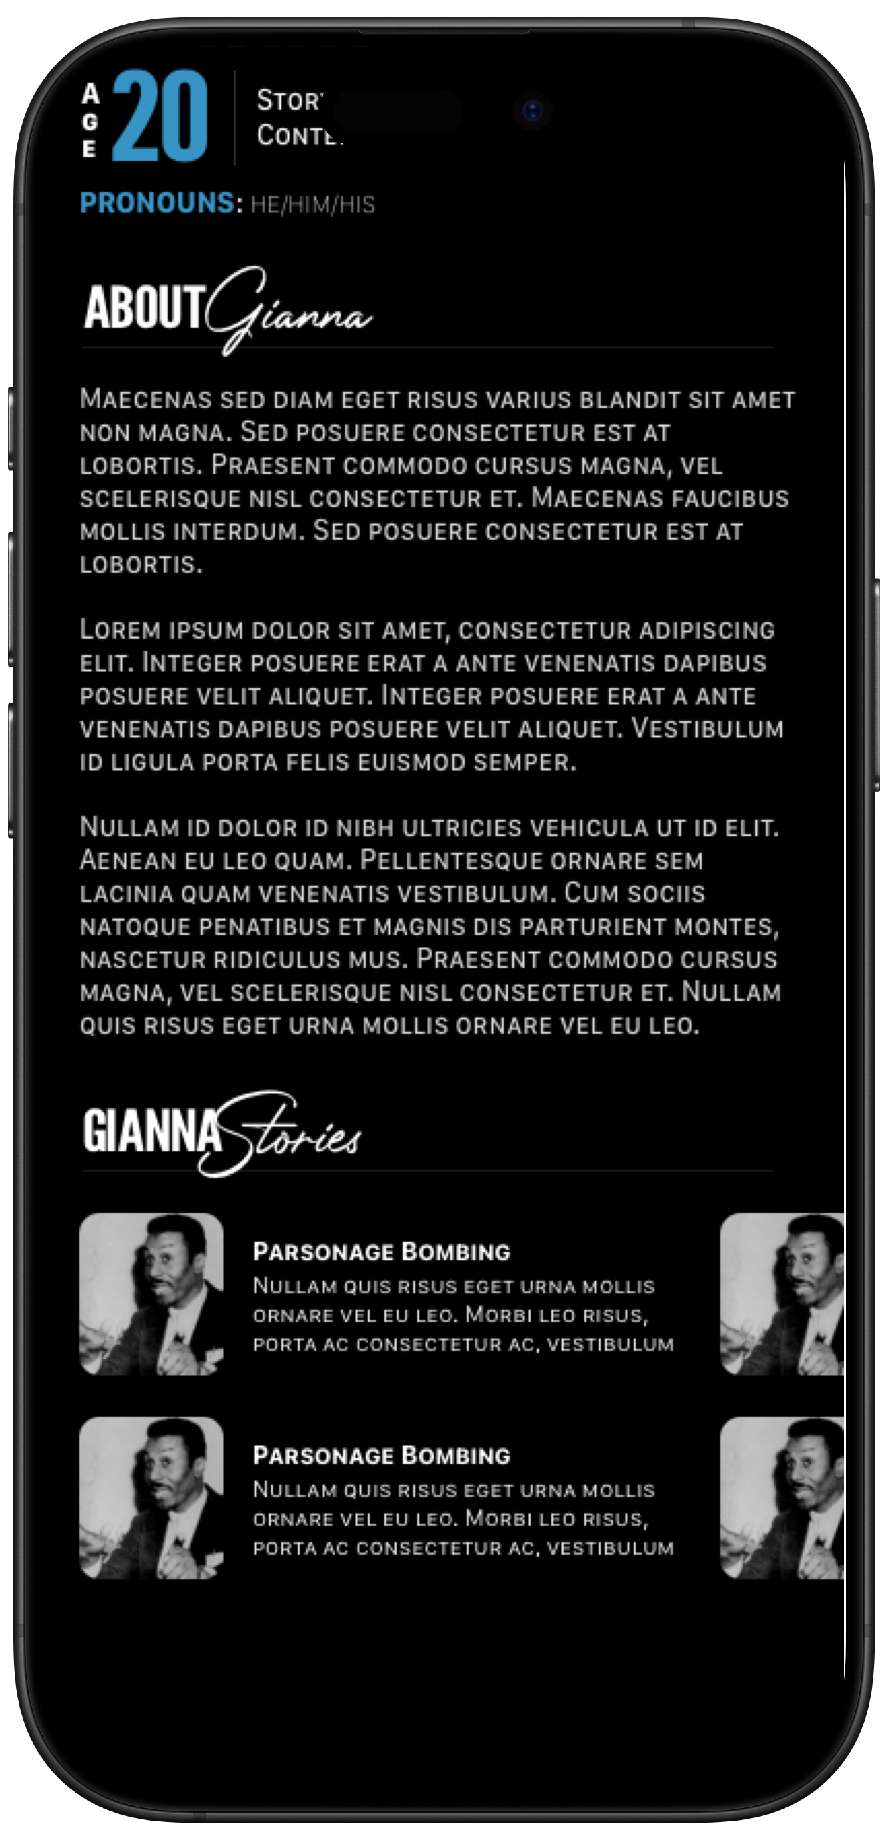 AGE 20
STOR
CONTE
PRONOUNS: HE/HIM/HIS
ABOUT Gianna
MAECENAS SED DIAM EGET RISUS VARIUS BLANDIT SIT AMET
NON MAGNA. SED POSUERE CONSECTETUR EST AT
LOBORTIS. PRAESENT COMMODO CURSUS MAGNA, VEL
SCELERISQUE NISL CONSECTETUR ET. MAECENAS FAUCIBUS
MOLLIS INTERDUM. SED POSUERE CONSECTETUR EST AT
LOBORTIS.
LOREM IPSUM DOLOR SIT AMET, CONSECTETUR ADIPISCING
ELIT. INTEGER POSUERE ERAT A ANTE VENENATIS DAPIBUS
POSUERE VELIT ALIQUET. INTEGER POSUERE ERAT A ANTE
VENENATIS DAPIBUS POSUERE VELIT ALIQUET. VESTIBULUM
ID LIGULA PORTA FELIS EUISMOD SEMPER.
NULLAM ID DOLOR ID NIBH ULTRICIES VEHICULA UT ID ELIT.
AENEAN EU LEO QUAM. PELLENTESQUE ORNARE SEM
LACINIA QUAM VENENATIS VESTIBULUM. CUM SOCIIS
NATOQUE PENATIBUS ET MAGNIS DIS PARTURIENT MONTES,
NASCETUR RIDICULUS MUS. PRAESENT COMMODO CURSUS
MAGNA, VEL SCELERISQUE NISL CONSECTETUR ET. NULLAM
QUIS RISUS EGET URNA MOLLIS ORNARE VEL EU LEO.
GIANNA Stories
PARSONAGE BOMBING
NULLAM QUIS RISUS EGET URNA MOLLIS
ORNARE VEL EU LEO. MORBI LEO RISUS,
PORTA AC CONSECTETUR AC, VESTIBULUM
PARSONAGE BOMBING
NULLAM QUIS RISUS EGET URNA MOLLIS
ORNARE VEL EU LEO. MORBI LEO RISUS,
PORTA AC CONSECTETUR AC, VESTIBULUM